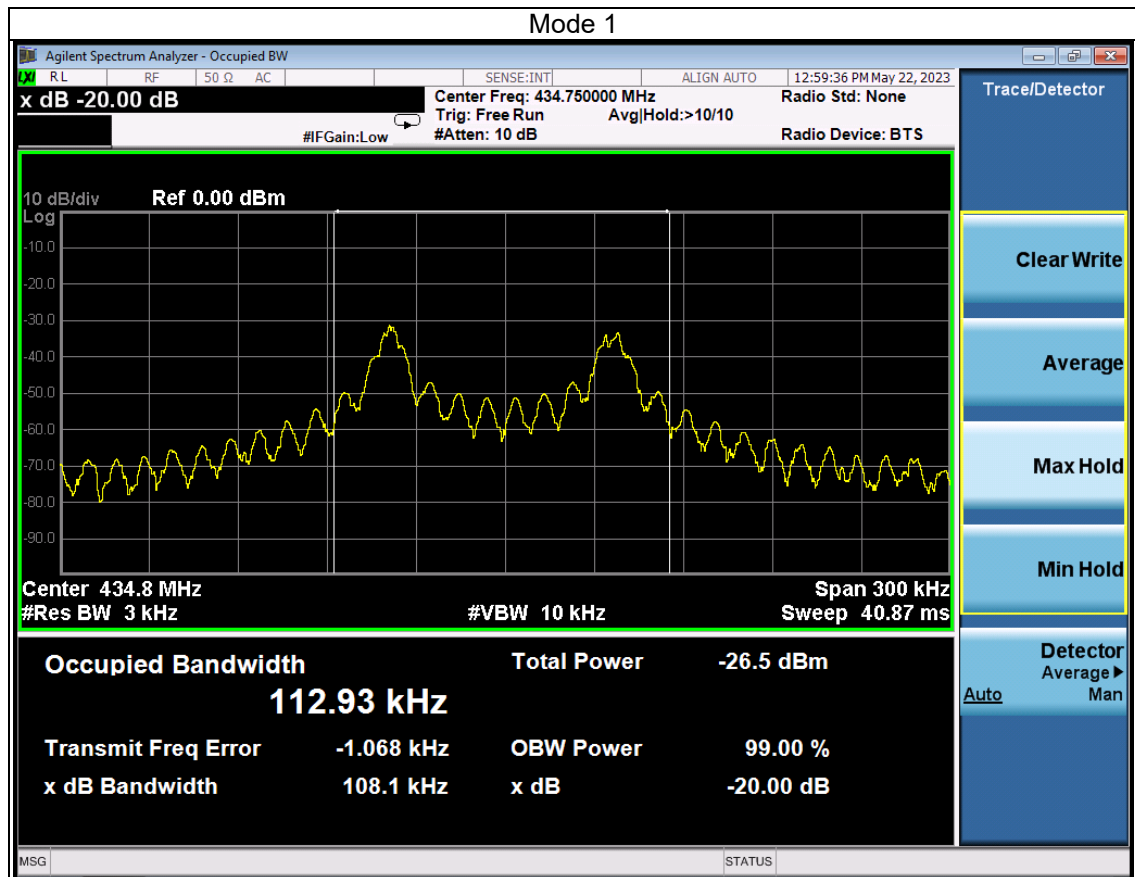 Mode 1
Agilent Spectrum Analyzer - Occupied BW
LXI RL RF 50 Ω AC SENSE:INT ALIGN AUTO 12:59:36 PM May 22, 2023
x dB -20.00 dB
Center Freq: 434.750000 MHz Radio Std: None
Trig: Free Run Avg|Hold:>10/10
#IFGain:Low #Atten: 10 dB Radio Device: BTS
10 dB/div Ref 0.00 dBm
Log
-10.0
-20.0
-30.0
-40.0
-50.0
-60.0
-70.0
-80.0
-90.0
Center 434.8 MHz Span 300 kHz
#Res BW 3 kHz #VBW 10 kHz Sweep 40.87 ms
Occupied Bandwidth Total Power -26.5 dBm
112.93 kHz
Transmit Freq Error -1.068 kHz OBW Power 99.00 %
x dB Bandwidth 108.1 kHz x dB -20.00 dB
MSG STATUS
Trace/Detector
Clear Write
Average
Max Hold
Min Hold
Detector
Average
Auto Man